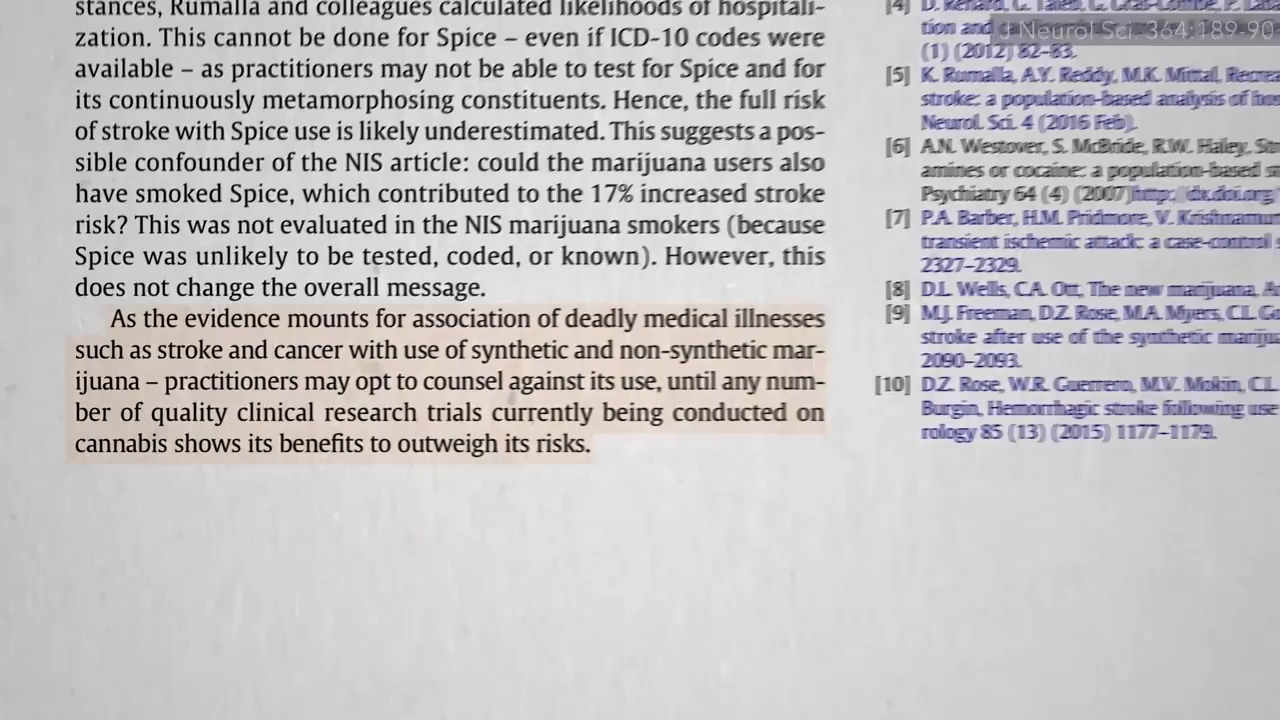 stances, Rumalla and colleagues calculated likelihoods of hospitali-
zation. This cannot be done for Spice – even if ICD-10 codes were
available – as practitioners may not be able to test for Spice and for
its continuously metamorphosing constituents. Hence, the full risk
of stroke with Spice use is likely underestimated. This suggests a pos-
sible confounder of the NIS article: could the marijuana users also
have smoked Spice, which contributed to the 17% increased stroke
risk? This was not evaluated in the NIS marijuana smokers (because
Spice was unlikely to be tested, coded, or known). However, this
does not change the overall message.
As the evidence mounts for association of deadly medical illnesses
such as stroke and cancer with use of synthetic and non-synthetic mar-
ijuana – practitioners may opt to counsel against its use, until any num-
ber of quality clinical research trials currently being conducted on
cannabis shows its benefits to outweigh its risks.
J Neurol Sci. 364:189-90
[4] D. Renard,
tion and
(1) (2012) 82–83.
[5] K. Rumalla, A.Y. Reddy, M.K. Mittal, Recrea
stroke: a population-based analysis of hos
Neurol. Sci. 4 (2016 Feb).
[6] A.N. Westover, S. McBride, R.W. Haley, Str
amines or cocaine: a population-based st
Psychiatry 64 (4) (2007)http://dx.doi.org/
[7] P.A. Barber, H.M. Pridmore, V. Krishnamur
transient ischemic attack: a case-control s
2327–2329.
[8] D.L. Wells, C.A. Ott, The new marijuana, A
[9] M.J. Freeman, D.Z. Rose, M.A. Myers, C.L. Go
stroke after use of the synthetic mariju
2090–2093.
[10] D.Z. Rose, W.R. Guerrero, M.V. Mokin, C.L.
Burgin, Hemorrhagic stroke following use
rology 85 (13) (2015) 1177–1179.